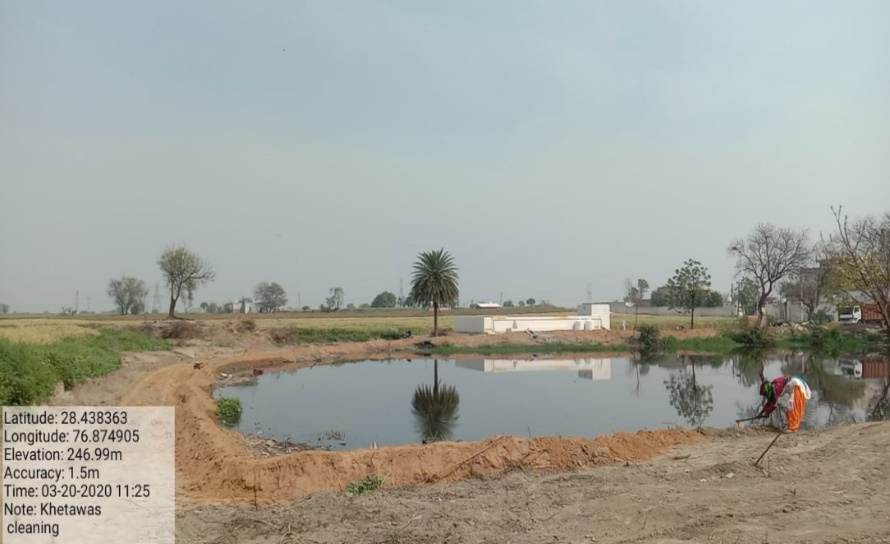 Latitude: 28.438363
Longitude: 76.874905
Elevation: 246.99m
Accuracy: 1.5m
Time: 03-20-2020 11:25
Note: Khetawas
cleaning